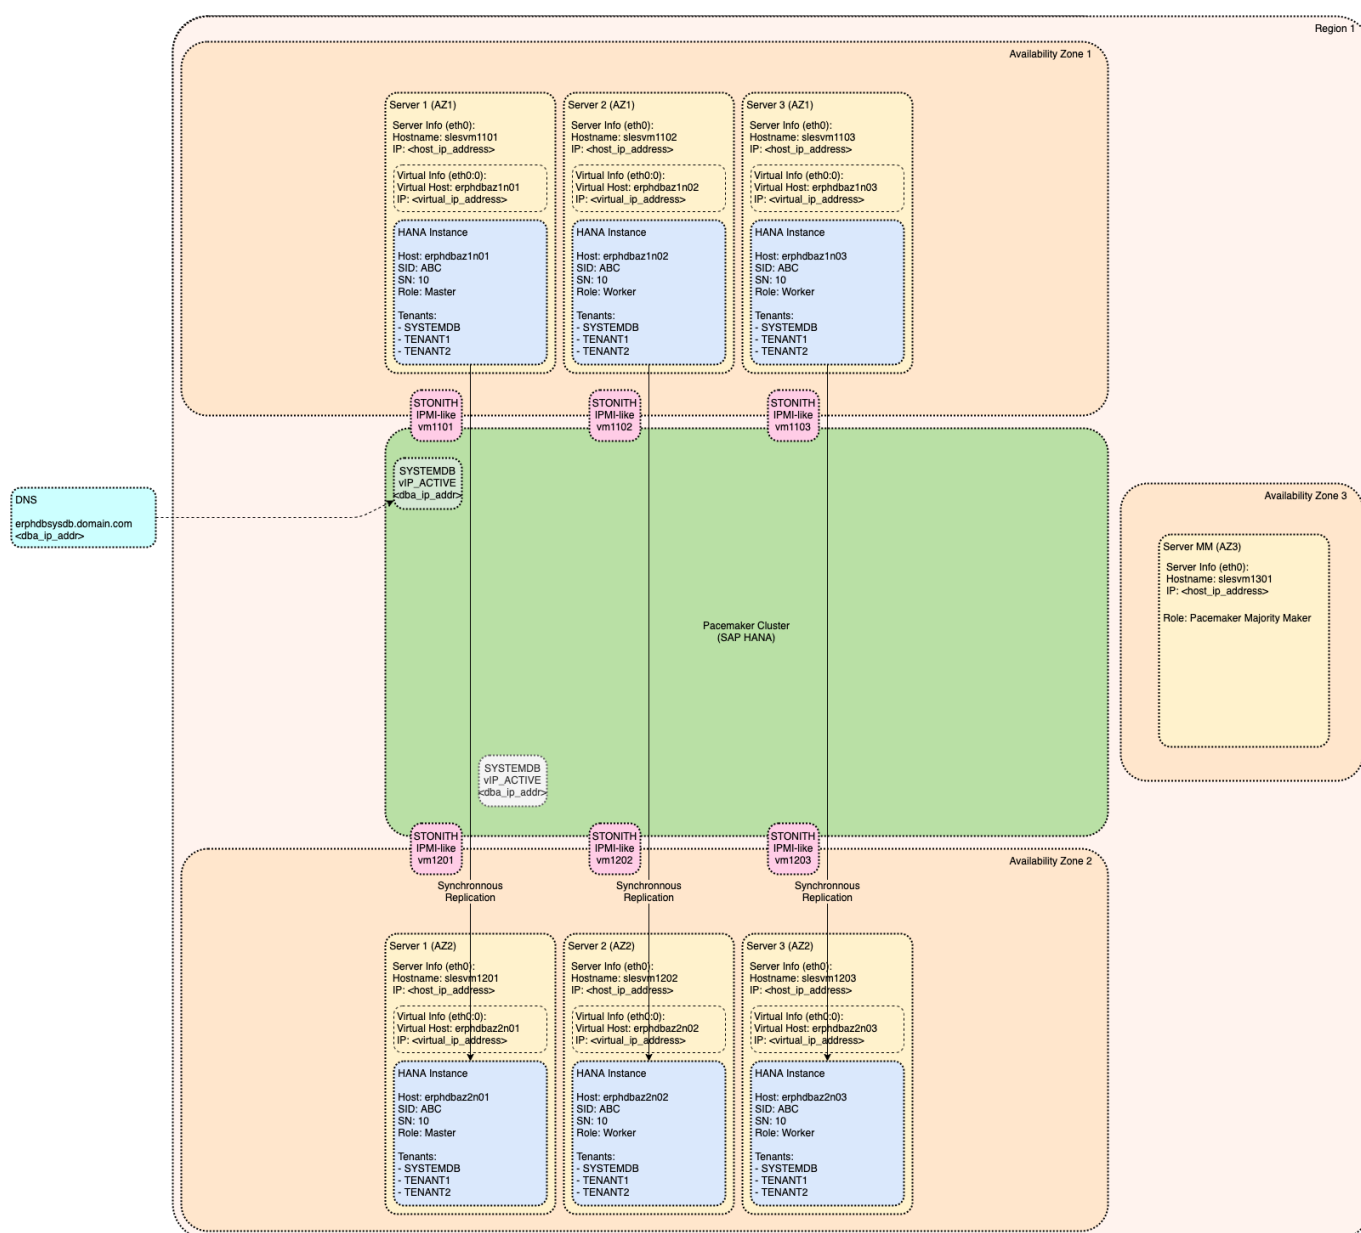 Region 1
Availability Zone 1
Server 1 (AZ1)
Server Info (eth0):
Hostname: slesvm1101
IP: <host_ip_address>
Virtual Info (eth0:0):
Virtual Host: erphdbaz1n01
IP: <virtual_ip_address>
HANA Instance
Host: erphdbaz1n01
SID: ABC
SN: 10
Role: Master
Tenants:
- SYSTEMDB
- TENANT1
- TENANT2
Server 2 (AZ1)
Server Info (eth0):
Hostname: slesvm1102
IP: <host_ip_address>
Virtual Info (eth0:0):
Virtual Host: erphdbaz1n02
IP: <virtual_ip_address>
HANA Instance
Host: erphdbaz1n02
SID: ABC
SN: 10
Role: Worker
Tenants:
- SYSTEMDB
- TENANT1
- TENANT2
Server 3 (AZ1)
Server Info (eth0):
Hostname: slesvm1103
IP: <host_ip_address>
Virtual Info (eth0:0):
Virtual Host: erphdbaz1n03
IP: <virtual_ip_address>
HANA Instance
Host: erphdbaz1n03
SID: ABC
SN: 10
Role: Worker
Tenants:
- SYSTEMDB
- TENANT1
- TENANT2
STONITH
IPMI-like
vm1101
STONITH
IPMI-like
vm1102
STONITH
IPMI-like
vm1103
SYSTEMDB
vIP_ACTIVE
<dba_ip_addr>
DNS
erphdbsysdb.domain.com
<dba_ip_addr>
Availability Zone 3
Server MM (AZ3)
Server Info (eth0):
Hostname: slesvm1301
IP: <host_ip_address>
Role: Pacemaker Majority Maker
Pacemaker Cluster
(SAP HANA)
SYSTEMDB
vIP_ACTIVE
<dba_ip_addr>
STONITH
IPMI-like
vm1201
STONITH
IPMI-like
vm1202
STONITH
IPMI-like
vm1203
Availability Zone 2
Synchronnous
Replication
Synchronnous
Replication
Synchronnous
Replication
Server 1 (AZ2)
Server Info (eth0):
Hostname: slesvm1201
IP: <host_ip_address>
Virtual Info (eth0:0):
Virtual Host: erphdbaz2n01
IP: <virtual_ip_address>
HANA Instance
Host: erphdbaz2n01
SID: ABC
SN: 10
Role: Master
Tenants:
- SYSTEMDB
- TENANT1
- TENANT2
Server 2 (AZ2)
Server Info (eth0):
Hostname: slesvm1202
IP: <host_ip_address>
Virtual Info (eth0:0):
Virtual Host: erphdbaz2n02
IP: <virtual_ip_address>
HANA Instance
Host: erphdbaz2n02
SID: ABC
SN: 10
Role: Worker
Tenants:
- SYSTEMDB
- TENANT1
- TENANT2
Server 3 (AZ2)
Server Info (eth0):
Hostname: slesvm1203
IP: <host_ip_address>
Virtual Info (eth0:0):
Virtual Host: erphdbaz2n03
IP: <virtual_ip_address>
HANA Instance
Host: erphdbaz2n03
SID: ABC
SN: 10
Role: Worker
Tenants:
- SYSTEMDB
- TENANT1
- TENANT2